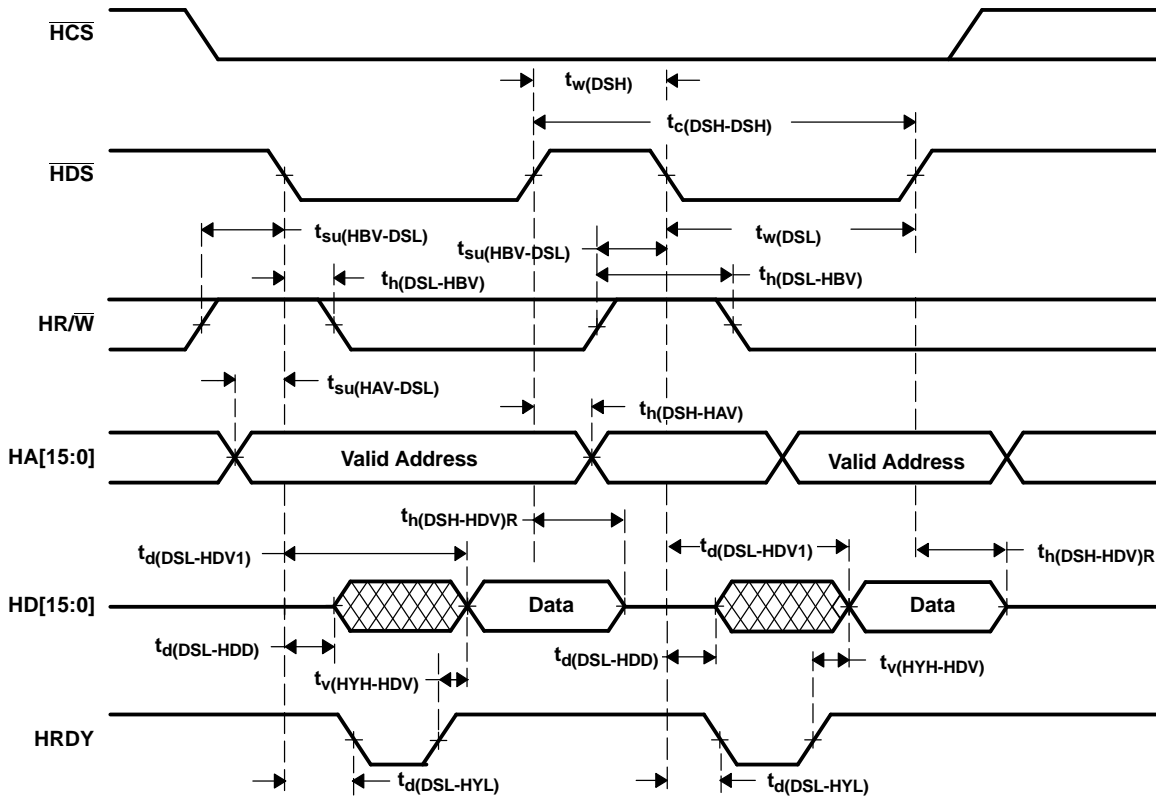 HCS
tw(DSH)
tc(DSH-DSH)
HDS
tsu(HBV-DSL)
tsu(HBV-DSL)
tw(DSL)
th(DSL-HBV)
th(DSL-HBV)
HR/W
tsu(HAV-DSL)
th(DSH-HAV)
HA[15:0]
Valid Address
Valid Address
th(DSH-HDV)R
td(DSL-HDV1)
td(DSL-HDV1)
th(DSH-HDV)R
HD[15:0]
Data
Data
td(DSL-HDD)
td(DSL-HDD)
tv(HYH-HDV)
tv(HYH-HDV)
HRDY
td(DSL-HYL)
td(DSL-HYL)